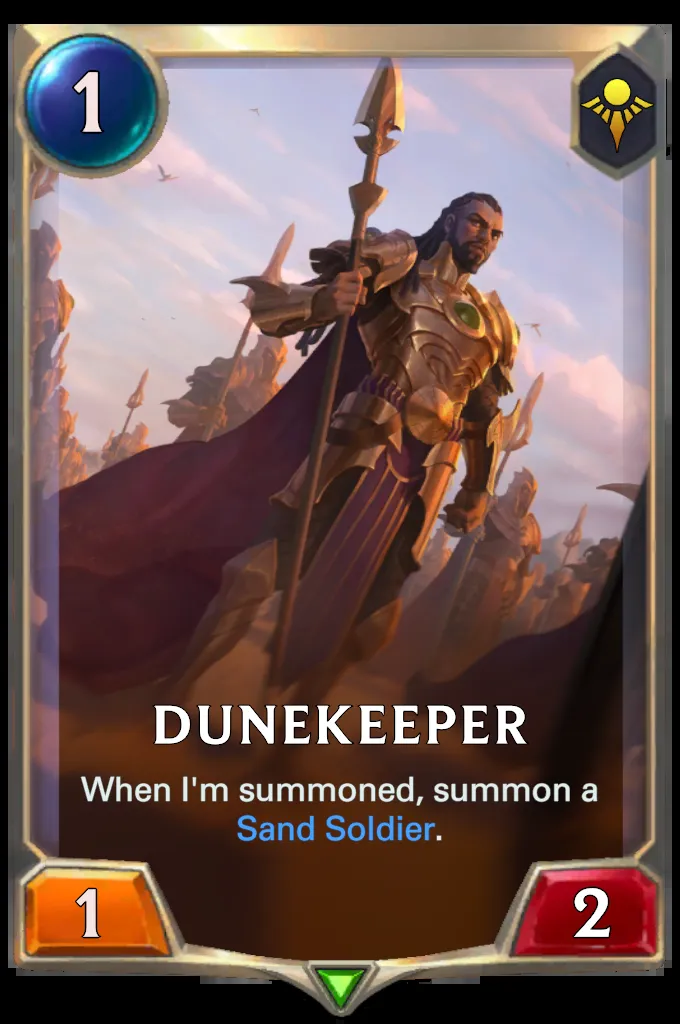 1
DUNEKEEPER
When I'm summoned, summon a
Sand Soldier.
1
2